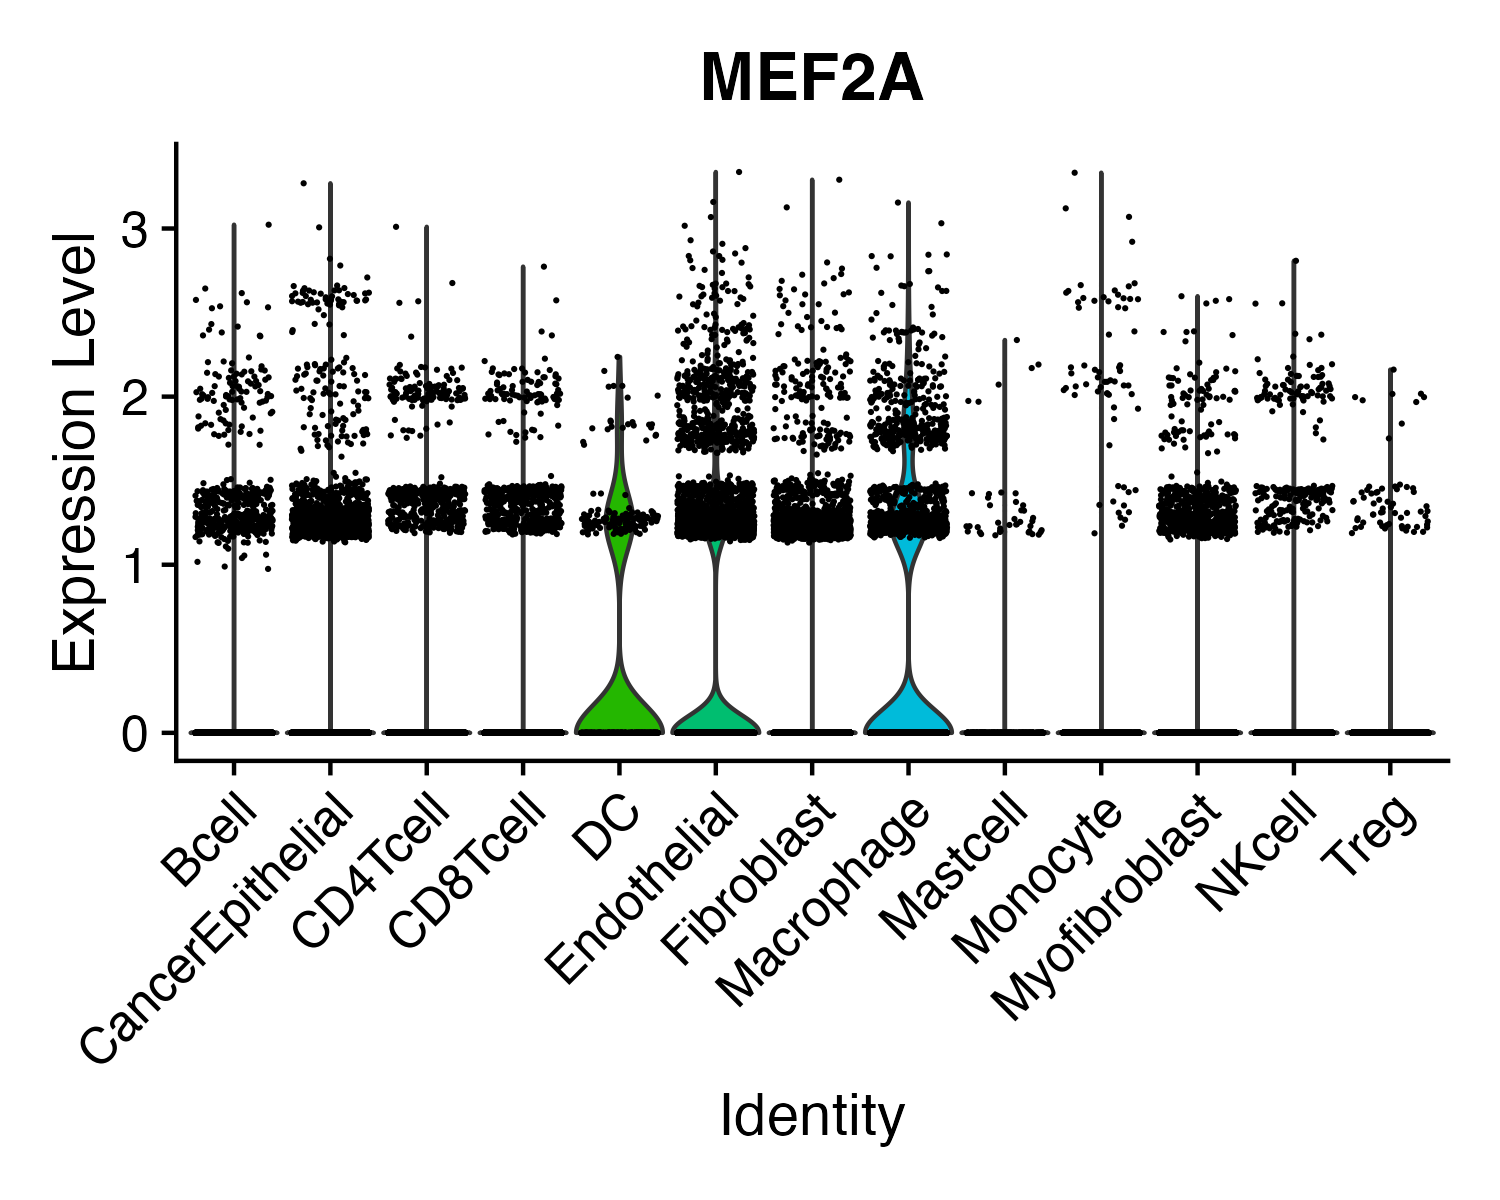 MEF2A
Expression Level
3
2
1
0
Bcell
CancerEpithelial
CD4Tcell
CD8Tcell
DC
Endothelial
Fibroblast
Macrophage
Mastcell
Monocyte
Myofibroblast
NKcell
Treg
Identity